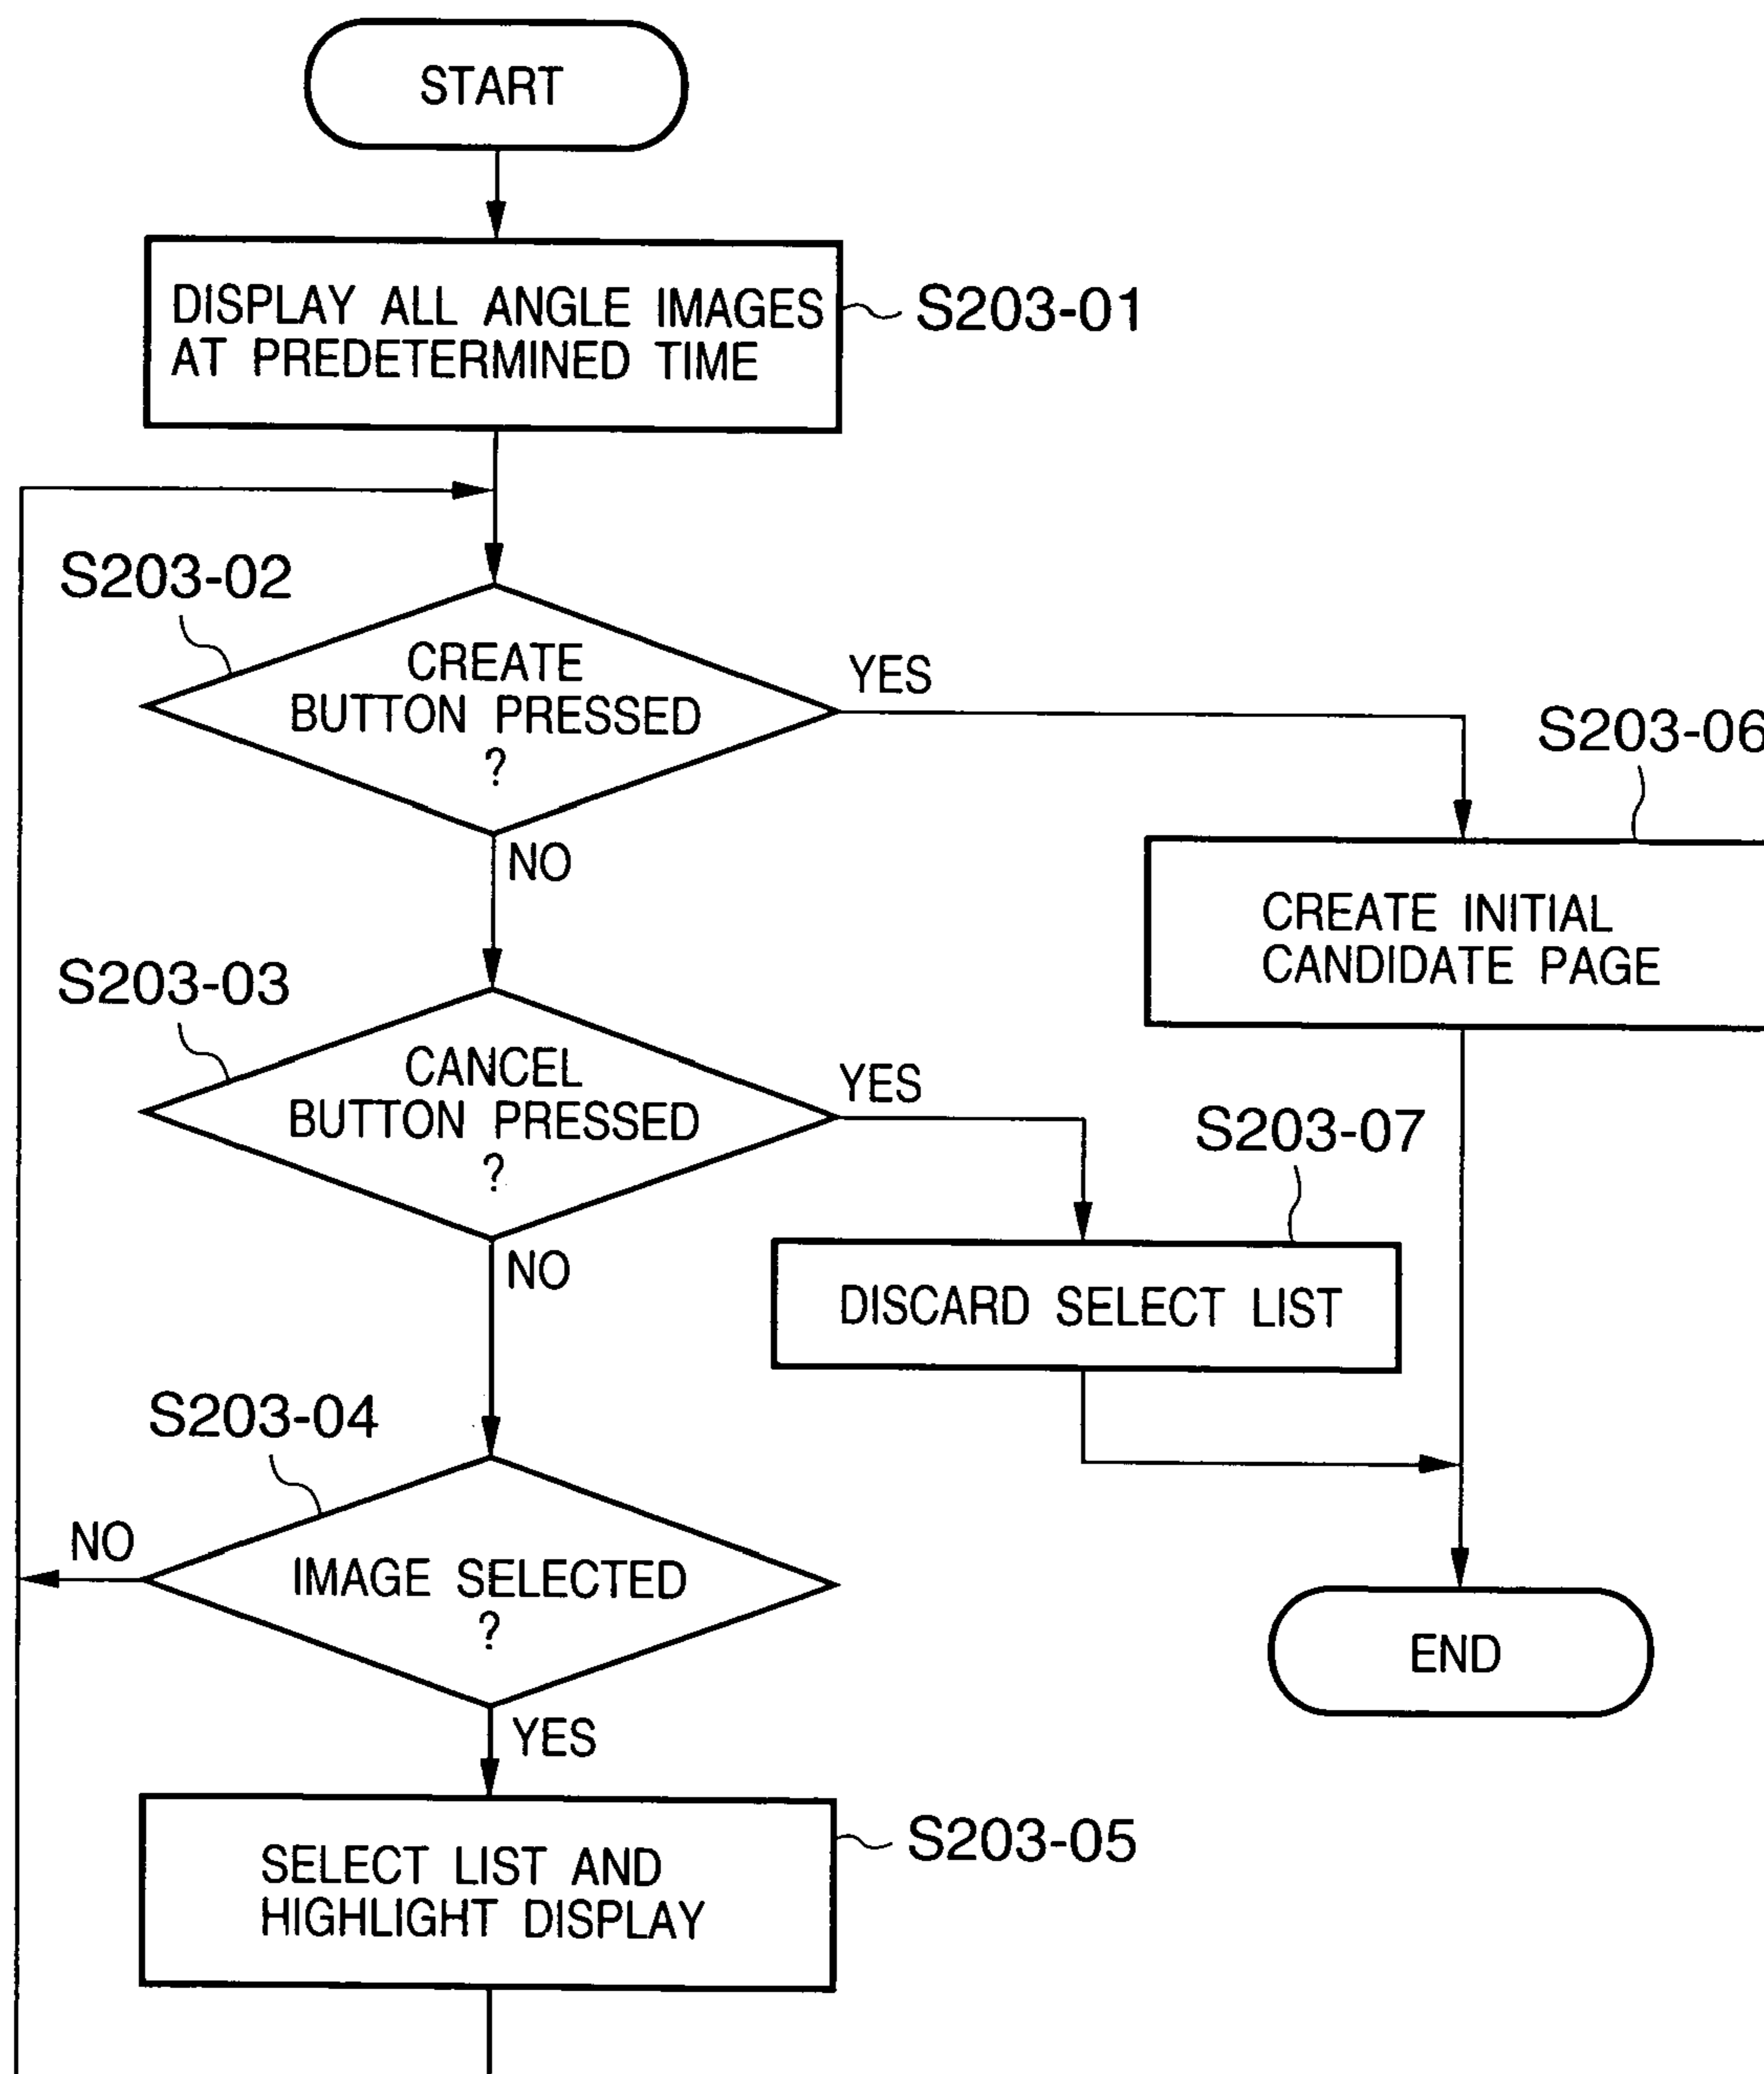 START
DISPLAY ALL ANGLE IMAGES
AT PREDETERMINED TIME
S203-01
S203-02
CREATE
BUTTON PRESSED
?
YES
NO
S203-06
CREATE INITIAL
CANDIDATE PAGE
S203-03
CANCEL
BUTTON PRESSED
?
YES
NO
S203-07
DISCARD SELECT LIST
S203-04
IMAGE SELECTED
?
NO
YES
END
SELECT LIST AND
HIGHLIGHT DISPLAY
S203-05